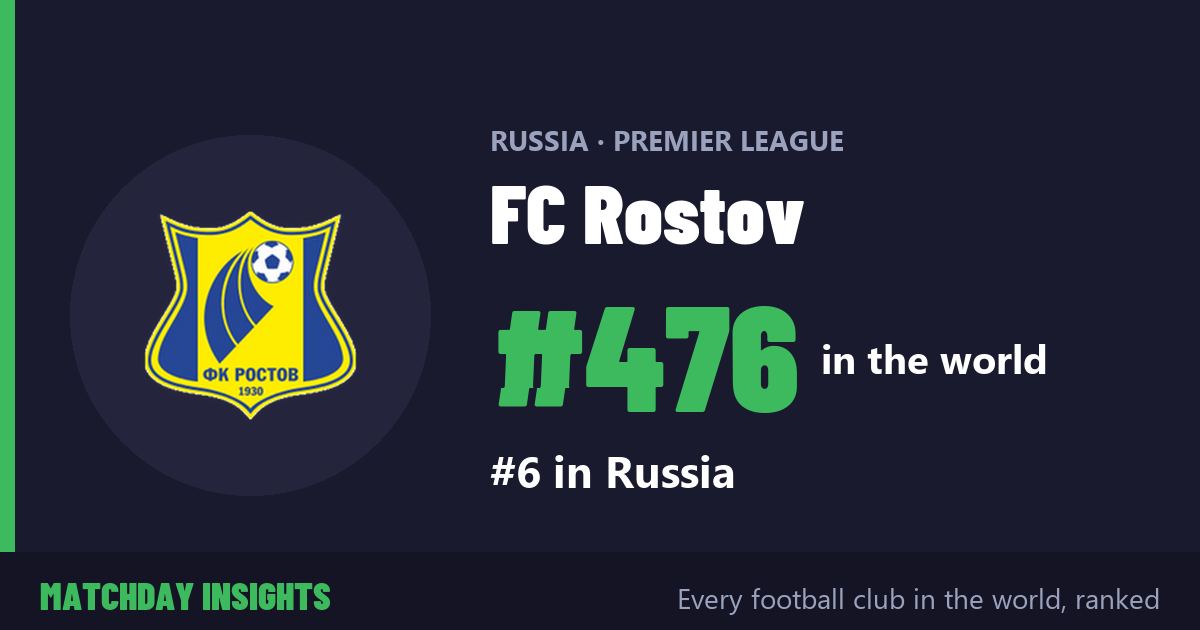 RUSSIA · PREMIER LEAGUE
FC Rostov
#476 in the world
#6 in Russia
ФК РОСТОВ
1930
MATCHDAY INSIGHTS
Every football club in the world, ranked